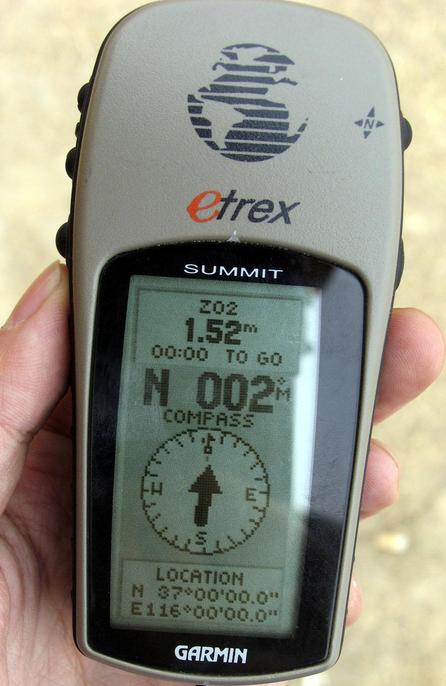 N
etrex
SUMMIT
Z02
1.52m
00:00 TO GO
N 002°M
COMPASS
W E
S
LOCATION
N 37°00'00.0"
E116°00'00.0"
GARMIN